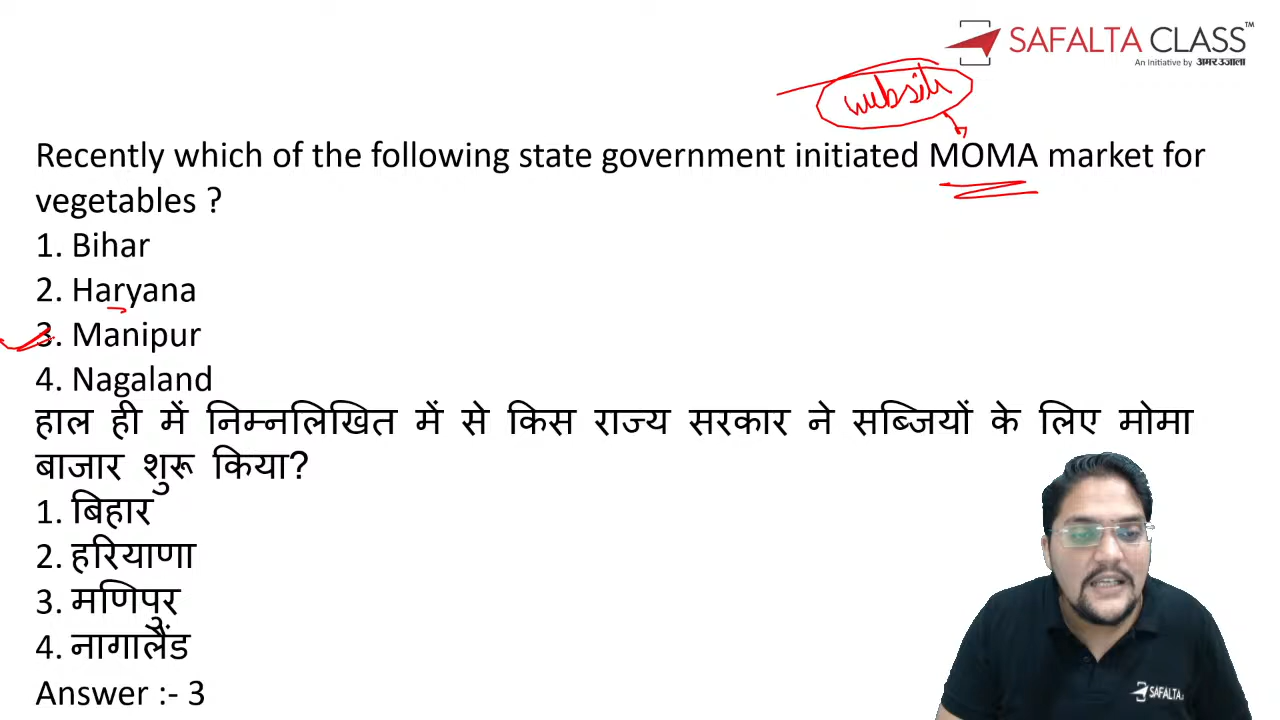 SAFALTA CLASS™
An Initiative by अमर उजाला
website
Recently which of the following state government initiated MOMA market for
vegetables ?
1. Bihar
2. Haryana
3. Manipur
4. Nagaland
हाल ही में निम्नलिखित में से किस राज्य सरकार ने सब्जियों के लिए मोमा
बाजार शुरू किया?
1. बिहार
2. हरियाणा
3. मणिपुर
4. नागालैंड
Answer :- 3
SAFALTA